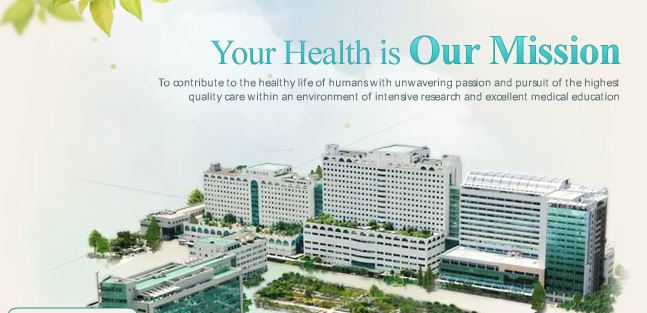 Your Health is Our Mission
To contribute to the healthy life of humans with unwavering passion and pursuit of the highest
quality care within an environment of intensive research and excellent medical education